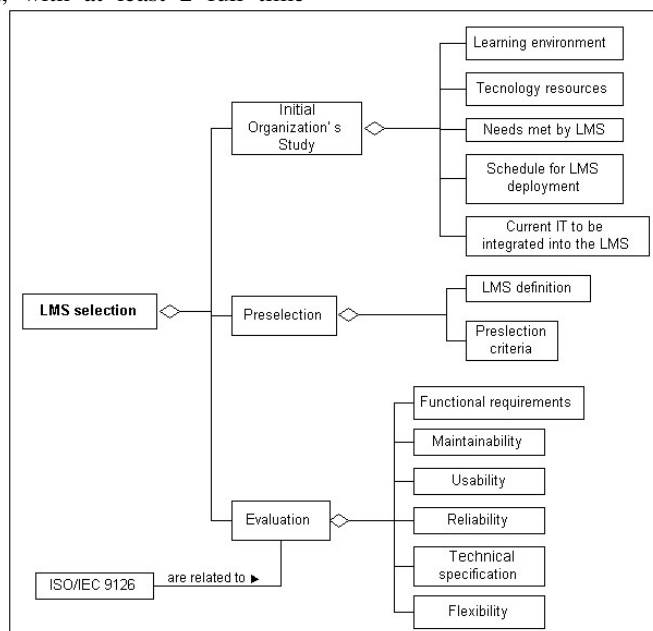 , with at least 2 full time
Learning environment
Initial
Organization's
Study
Tecnology resources
Needs met by LMS
Schedule for LMS
deployment
Current IT to be
integrated into the LMS
LMS selection
Preselection
LMS definition
Preslection
criteria
Functional requirements
Maintainability
Usability
Evaluation
Reliability
Technical
specification
Flexibility
ISO/IEC 9126
are related to ►